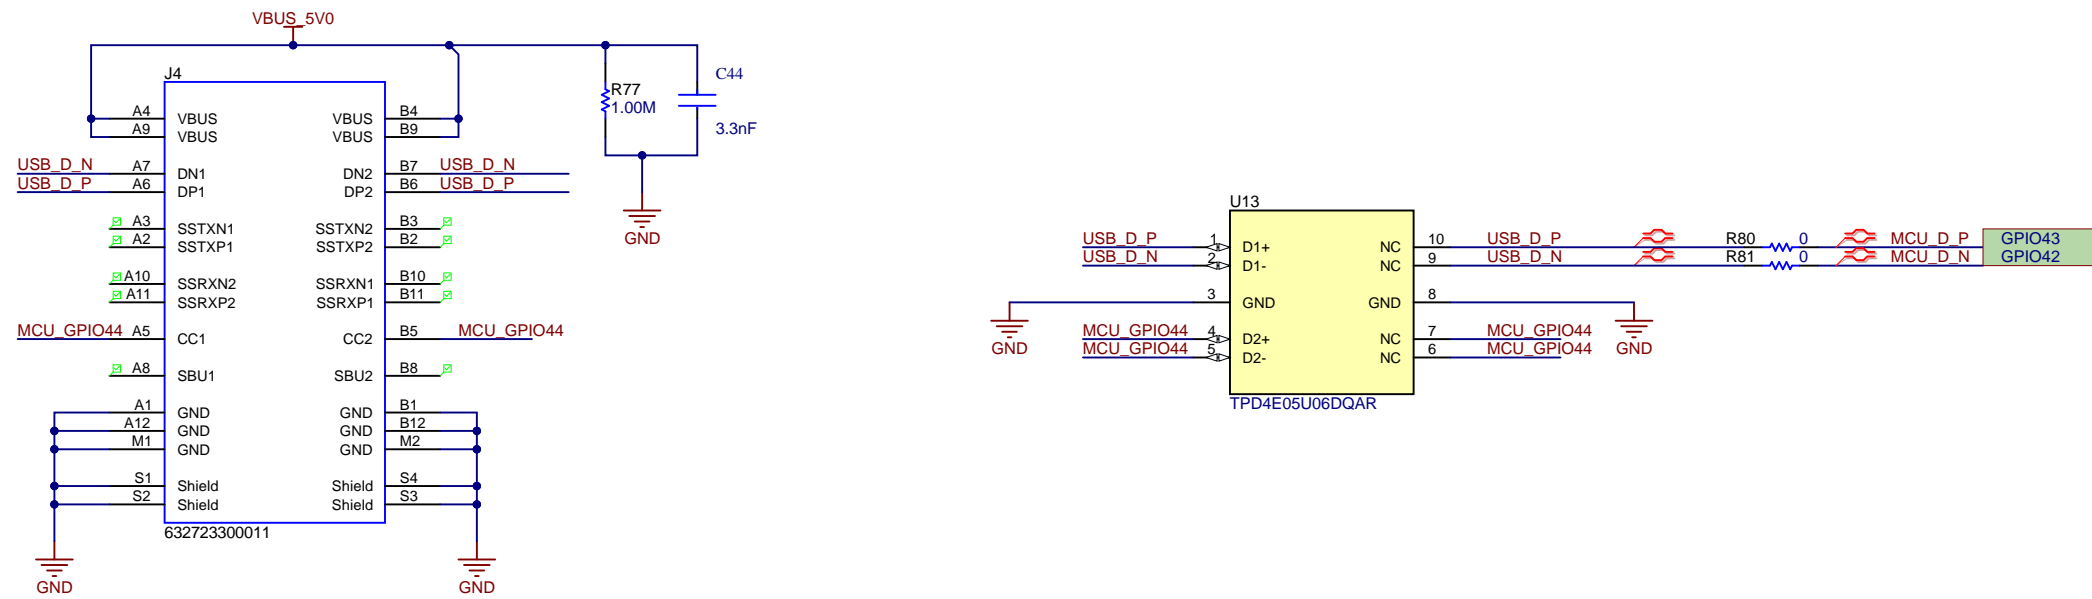 VBUS_5V0
J4
C44
R77
1.00M
3.3nF
A4 VBUS VBUS B4
A9 VBUS VBUS B9
USB_D_N A7 DN1 DN2 B7 USB_D_N
USB_D_P A6 DP1 DP2 B6 USB_D_P
A3 SSTXN1 SSTXN2 B3
A2 SSTXP1 SSTXP2 B2
A10 SSRXN2 SSRXN1 B10
A11 SSRXP2 SSRXP1 B11
MCU_GPIO44 A5 CC1 CC2 B5 MCU_GPIO44
A8 SBU1 SBU2 B8
A1 GND GND B1
A12 GND GND B12
M1 GND GND M2
S1 Shield Shield S4
S2 Shield Shield S3
632723300011
GND
GND
GND
U13
USB_D_P 1 D1+ NC 10 USB_D_P R80 0 MCU_D_P GPIO43
USB_D_N 2 D1- NC 9 USB_D_N R81 0 MCU_D_N GPIO42
3 GND GND 8
MCU_GPIO44 4 D2+ NC 7 MCU_GPIO44
GND MCU_GPIO44 5 D2- NC 6 MCU_GPIO44 GND
TPD4E05U06DQAR